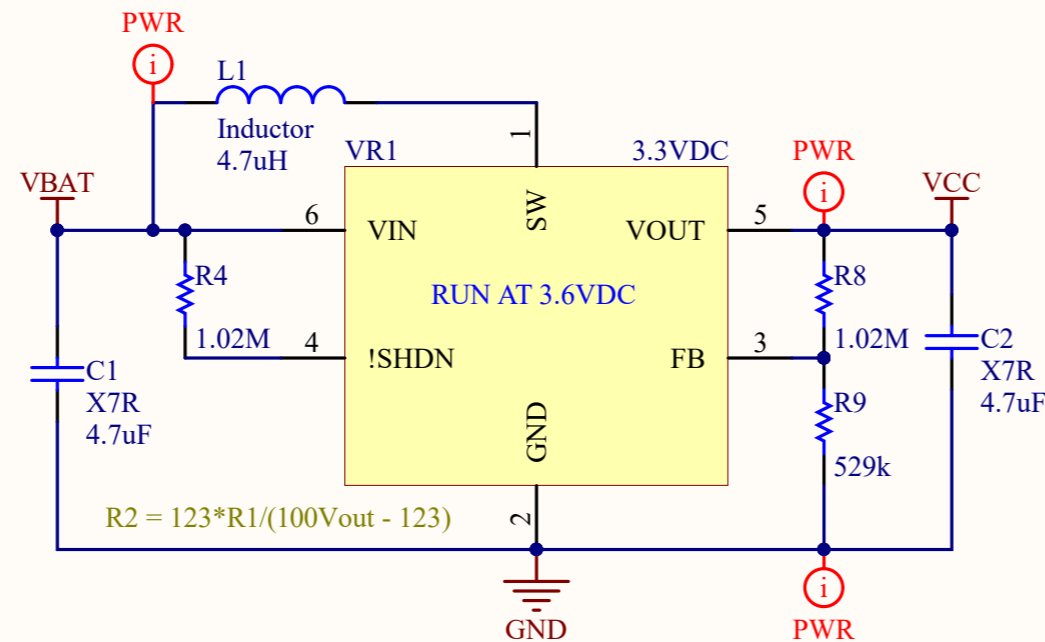 PWR
i
L1
Inductor
4.7uH
1
VR1
3.3VDC
PWR
i
VBAT
VCC
6
VIN
SW
VOUT
5
R4
RUN AT 3.6VDC
R8
1.02M
4
!SHDN
FB
3
1.02M
C2
X7R
4.7uF
C1
X7R
4.7uF
R9
GND
529k
R2 = 123*R1/(100Vout - 123)
2
i
GND
PWR